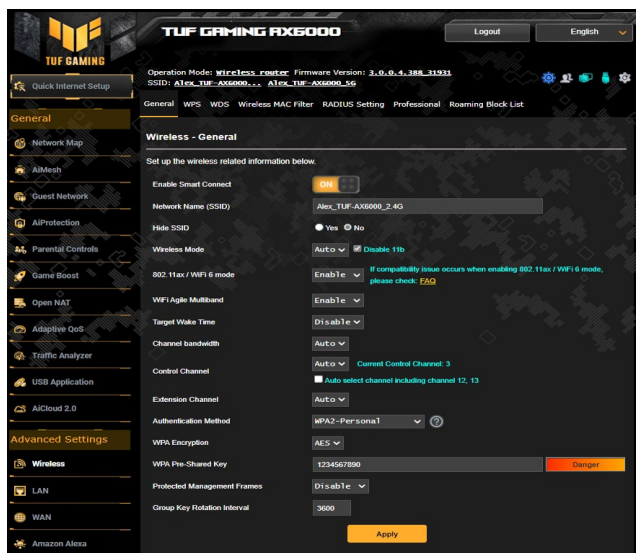 TUF GAMING
TUF GAMING AX6000
Logout
English
Quick Internet Setup
Operation Mode: Wireless router Firmware Version: 3.0.0.4.388_31931
SSID: Alex_TUF-AX6000... Alex_TUF-AX6000_5G
General WPS WDS Wireless MAC Filter RADIUS Setting Professional Roaming Block List
General
Network Map
AiMesh
Guest Network
AiProtection
Parental Controls
Game Boost
Open NAT
Adaptive QoS
Traffic Analyzer
USB Application
AiCloud 2.0
Advanced Settings
Wireless
LAN
WAN
Amazon Alexa
Wireless - General
Set up the wireless related information below.
Enable Smart Connect ON
Network Name (SSID) Alex_TUF-AX6000_2.4G
Hide SSID Yes No
Wireless Mode Auto Disable 11b
802.11ax / WiFi 6 mode Enable If compatibility issue occurs when enabling 802.11ax / WiFi 6 mode,
please check: FAQ
WiFi Agile Multiband Enable
Target Wake Time Disable
Channel bandwidth Auto
Control Channel Auto Current Control Channel: 3
Auto select channel including channel 12, 13
Extension Channel Auto
Authentication Method WPA2-Personal ?
WPA Encryption AES
WPA Pre-Shared Key 1234567890 Danger
Protected Management Frames Disable
Group Key Rotation Interval 3600
Apply